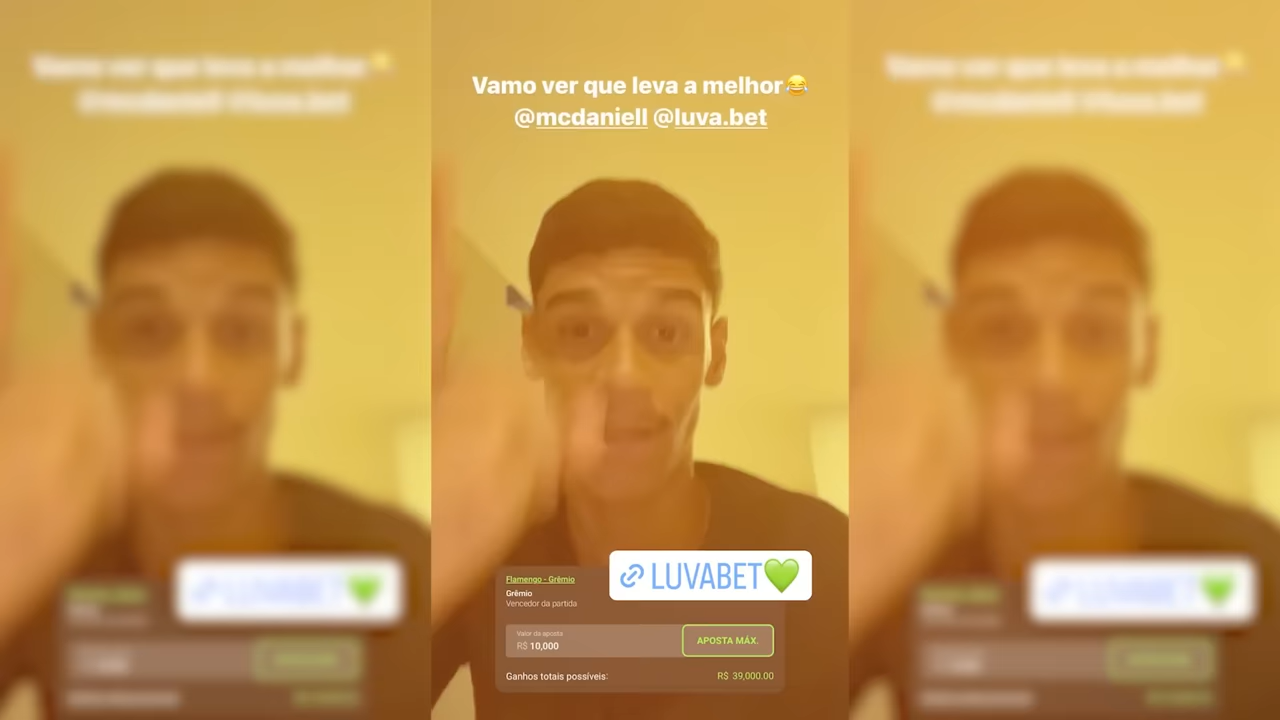 Vamo ver que leva a melhor😂
@mcdaniell @luva.bet
LUVABET💚
Flamengo - Grêmio
Grêmio
Vencedor da partida
Valor da aposta
R$ 10,000
APOSTA MÁX.
Ganhos totais possíveis:
R$ 39,000.00